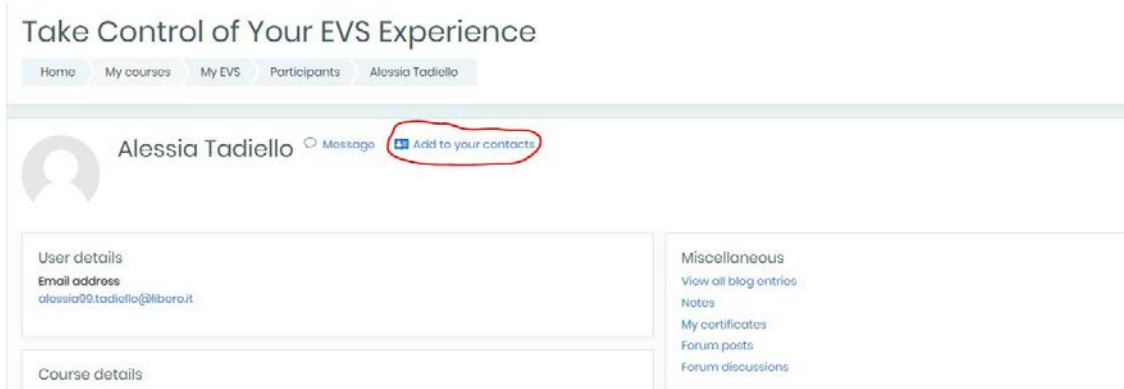 Take Control of Your EVS Experience
Home My courses My EVS Participants Alessia Tadiello
Alessia Tadiello Message Add to your contacts
User details
Email address
alessia99.tadiello@libero.it
Course details
Miscellaneous
View all blog entries
Notes
My certificates
Forum posts
Forum discussions